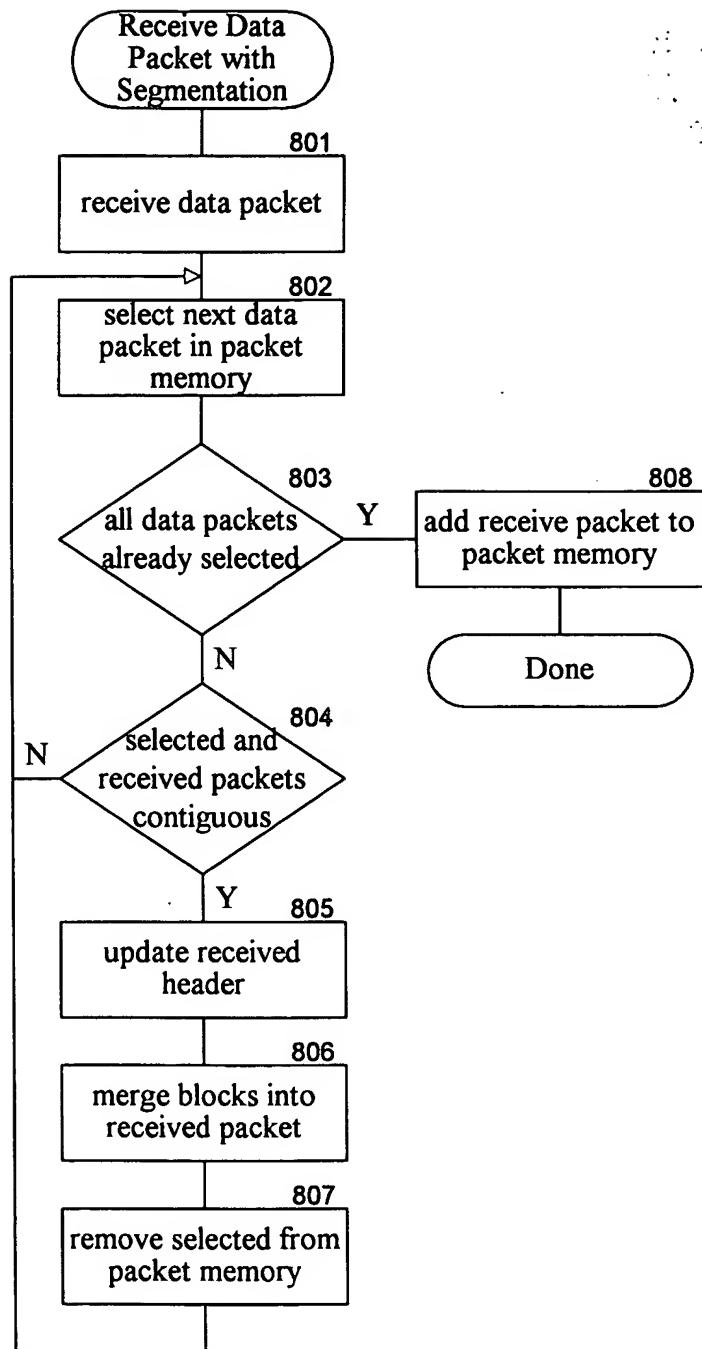 Receive Data
Packet with
Segmentation
801
receive data packet
802
select next data
packet in packet
memory
803
all data packets
already selected
Y
808
add receive packet to
packet memory
Done
N
804
selected and
received packets
contiguous
N
Y
805
update received
header
806
merge blocks into
received packet
807
remove selected from
packet memory